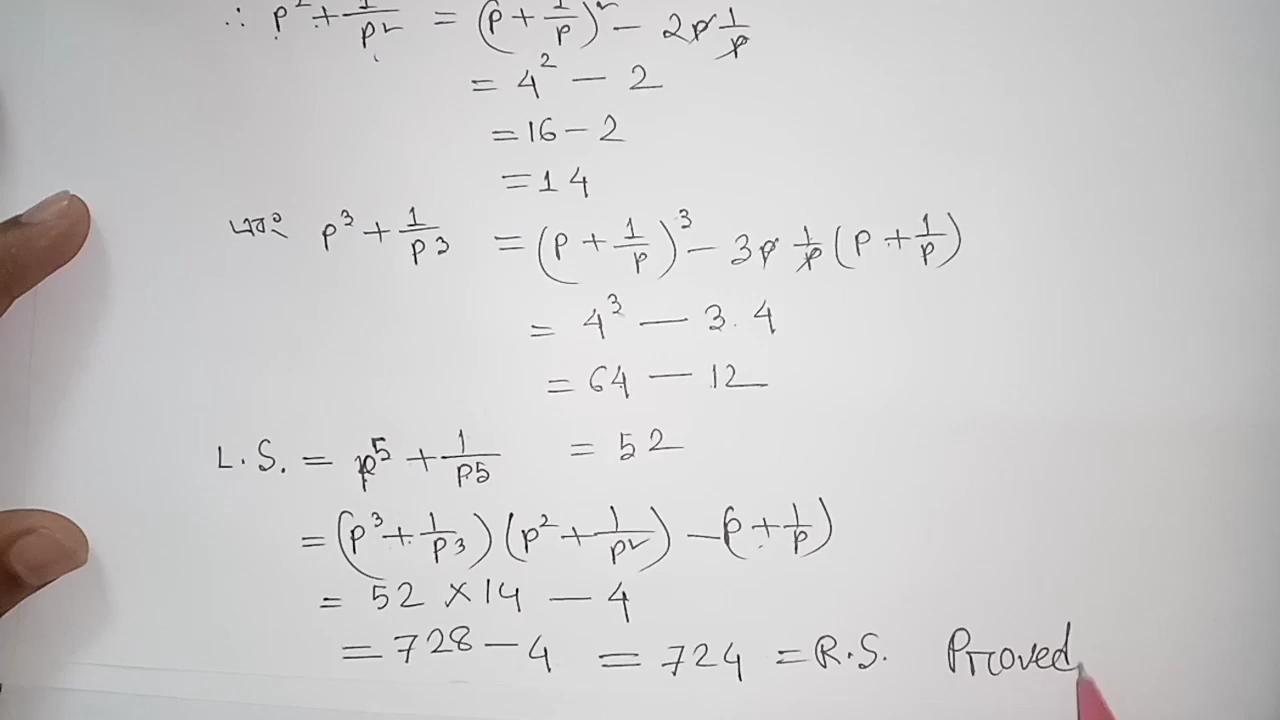 ∴ p² + 1/p² = (p + 1/p)² − 2p 1/p
= 4² − 2
= 16 − 2
= 14
এবং p³ + 1/p³ = (p + 1/p)³ − 3p 1/p (p + 1/p)
= 4³ − 3.4
= 64 − 12
= 52
L.S. = p⁵ + 1/p⁵
= (p³ + 1/p³) (p² + 1/p²) − (p + 1/p)
= 52 × 14 − 4
= 728 − 4 = 724 = R.S. Proved